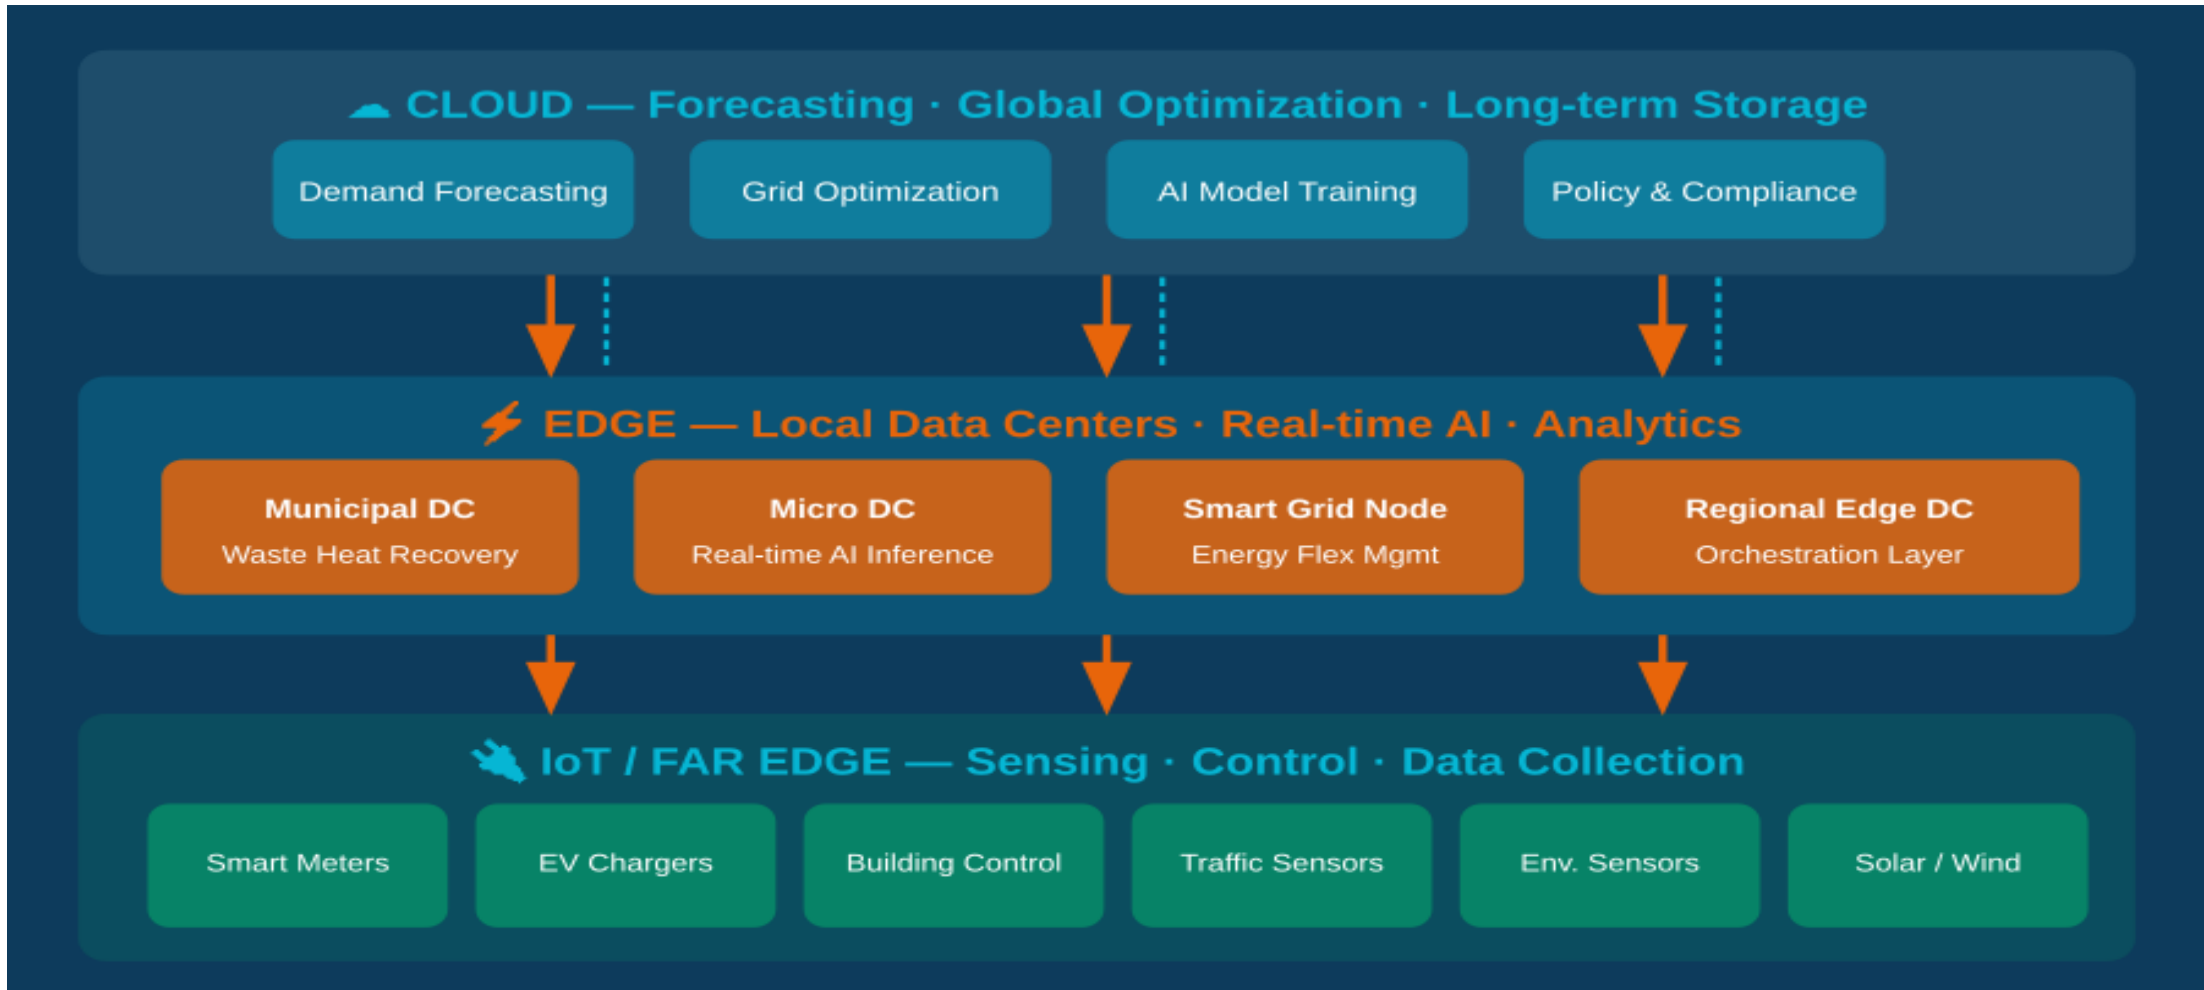 ☁ CLOUD — Forecasting · Global Optimization · Long-term Storage
Demand Forecasting
Grid Optimization
AI Model Training
Policy & Compliance
⚡ EDGE — Local Data Centers · Real-time AI · Analytics
Municipal DC
Waste Heat Recovery
Micro DC
Real-time AI Inference
Smart Grid Node
Energy Flex Mgmt
Regional Edge DC
Orchestration Layer
🔌 IoT / FAR EDGE — Sensing · Control · Data Collection
Smart Meters
EV Chargers
Building Control
Traffic Sensors
Env. Sensors
Solar / Wind